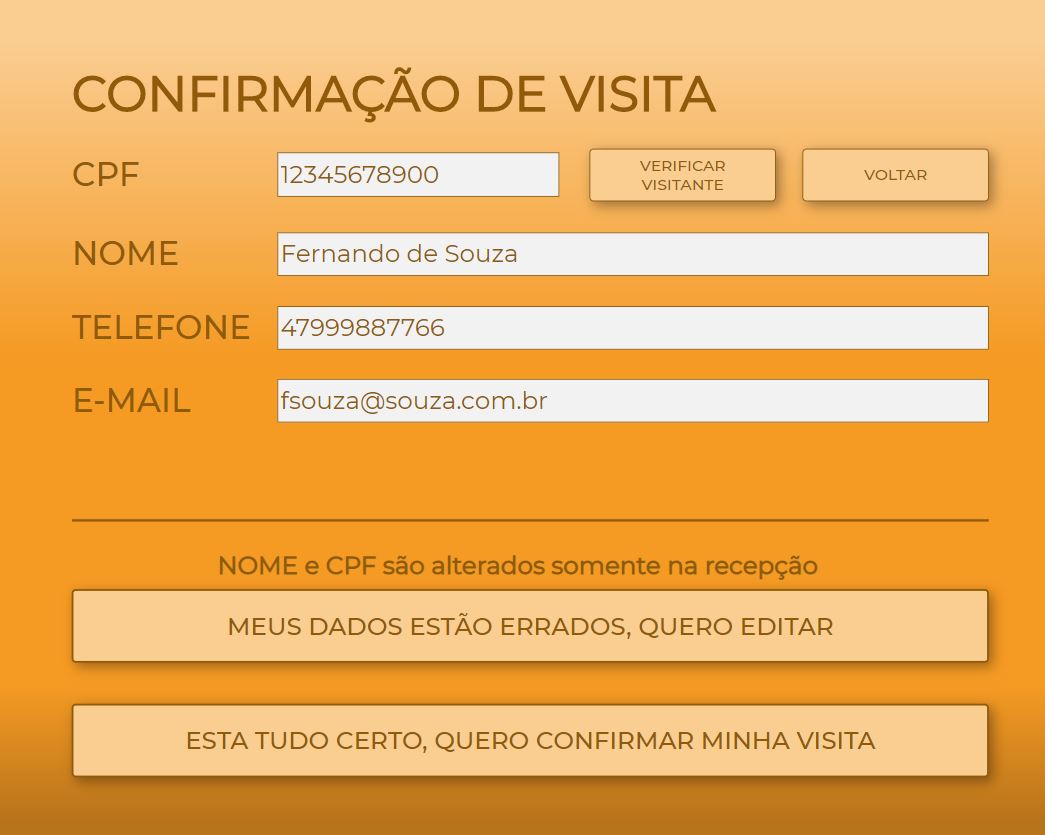 CONFIRMAÇÃO DE VISITA
CPF 12345678900 VERIFICAR VISITANTE VOLTAR
NOME Fernando de Souza
TELEFONE 47999887766
E-MAIL fsouza@souza.com.br
NOME e CPF são alterados somente na recepção
MEUS DADOS ESTÃO ERRADOS, QUERO EDITAR
ESTA TUDO CERTO, QUERO CONFIRMAR MINHA VISITA